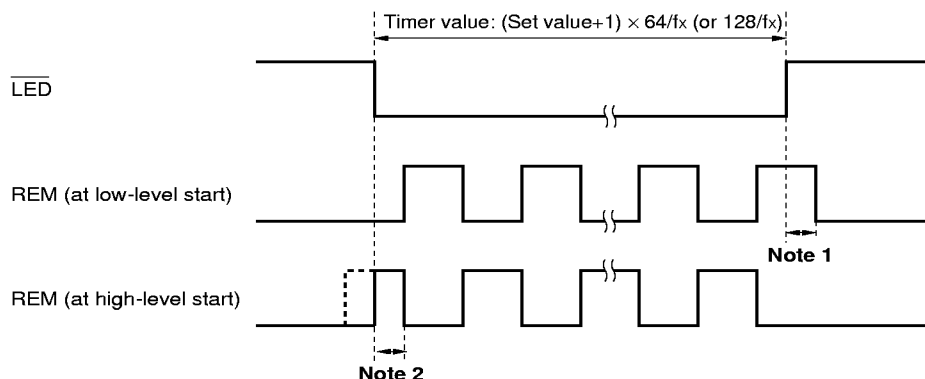 Timer value: (Set value+1) × 64/fx (or 128/fx)
LED
REM (at low-level start)
Note 1
REM (at high-level start)
Note 2